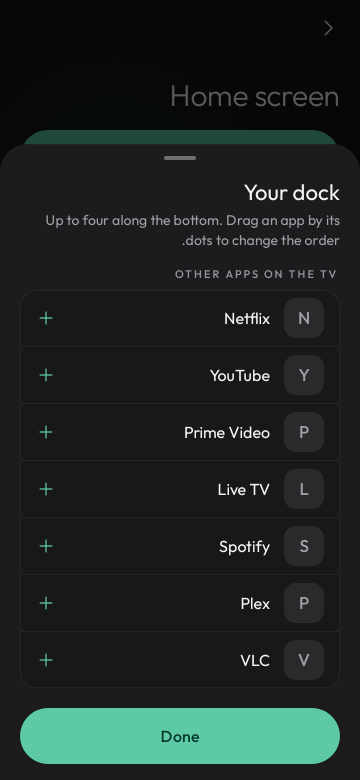 Home screen
Your dock
Up to four along the bottom. Drag an app by its
dots to change the order.
OTHER APPS ON THE TV
Netflix N
YouTube Y
Prime Video P
Live TV L
Spotify S
Plex P
VLC V
Done